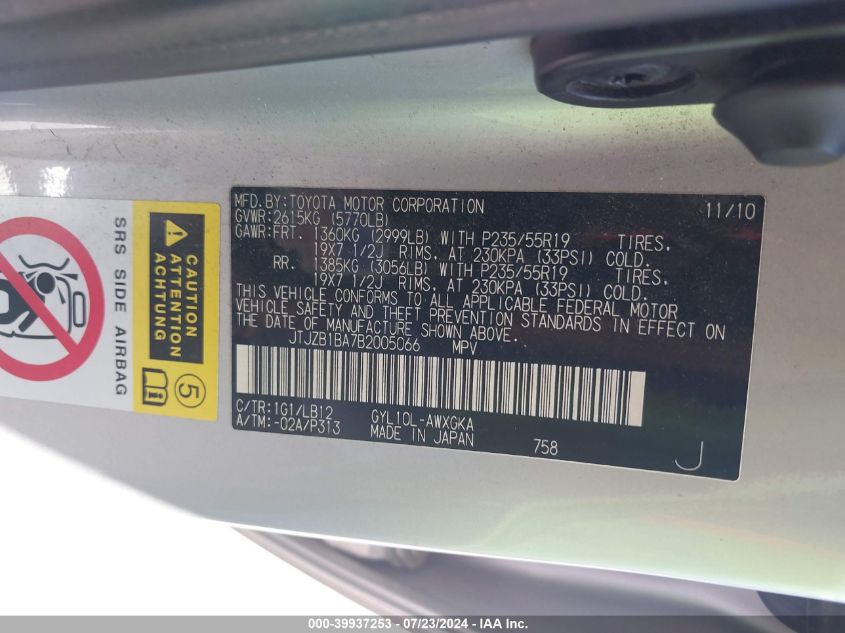 MFD.BY:TOYOTA MOTOR CORPORATION 11/10
GVWR:2615KG (5770LB)
GAWR:FRT. 1360KG (2999LB) WITH P235/55R19 TIRES,
19X7 1/2J RIMS, AT 230KPA (33PSI) COLD.
RR. 1385KG (3056LB) WITH P235/55R19 TIRES,
19X7 1/2J RIMS, AT 230KPA (33PSI) COLD.
THIS VEHICLE CONFORMS TO ALL APPLICABLE FEDERAL MOTOR
VEHICLE SAFETY AND THEFT PREVENTION STANDARDS IN EFFECT ON
THE DATE OF MANUFACTURE SHOWN ABOVE.
JTJZB1BA7B2005066 MPV
C/TR:1G1/LB12 GYL10L-AWXGKA
A/TM:-02A/P313 MADE IN JAPAN 758
J
SRS SIDE AIRBAG
CAUTION
ATTENTION
ACHTUNG
5
000-39937253 - 07/23/2024 - IAA Inc.